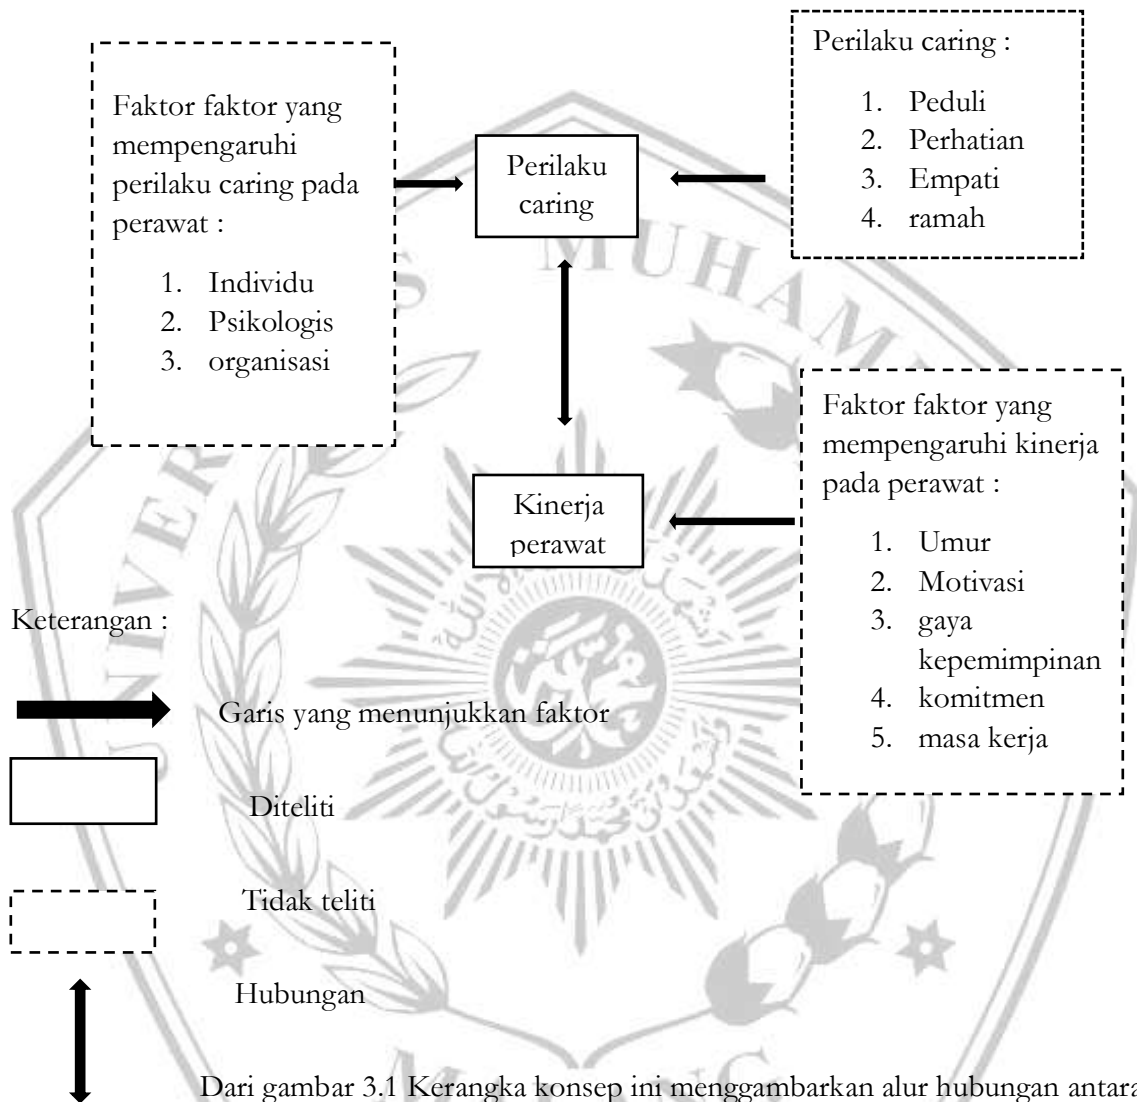 Faktor faktor yang
mempengaruhi
perilaku caring pada
perawat :
1. Individu
2. Psikologis
3. organisasi
Perilaku
caring
Perilaku caring :
1. Peduli
2. Perhatian
3. Empati
4. ramah
Kinerja
perawat
Faktor faktor yang
mempengaruhi kinerja
pada perawat :
1. Umur
2. Motivasi
3. gaya
kepemimpinan
4. komitmen
5. masa kerja
Keterangan :
Garis yang menunjukkan faktor
Diteliti
Tidak teliti
Hubungan
Dari gambar 3.1 Kerangka konsep ini menggambarkan alur hubungan antara